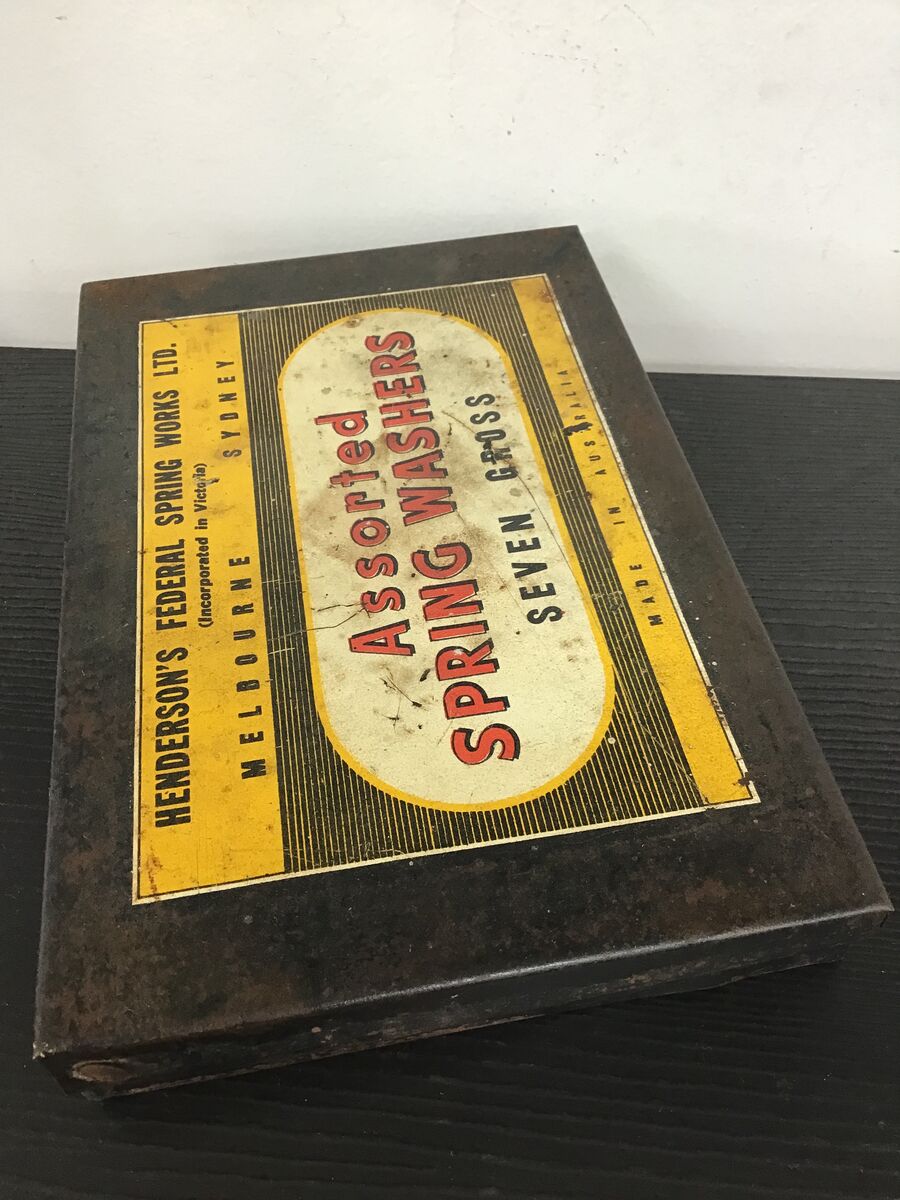 HENDERSON'S FEDERAL SPRING WORKS LTD.
(Incorporated in Victoria)
MELBOURNE SYDNEY
Assorted
SPRING WASHERS
SEVEN GROSS
MADE IN AUSTRALIA